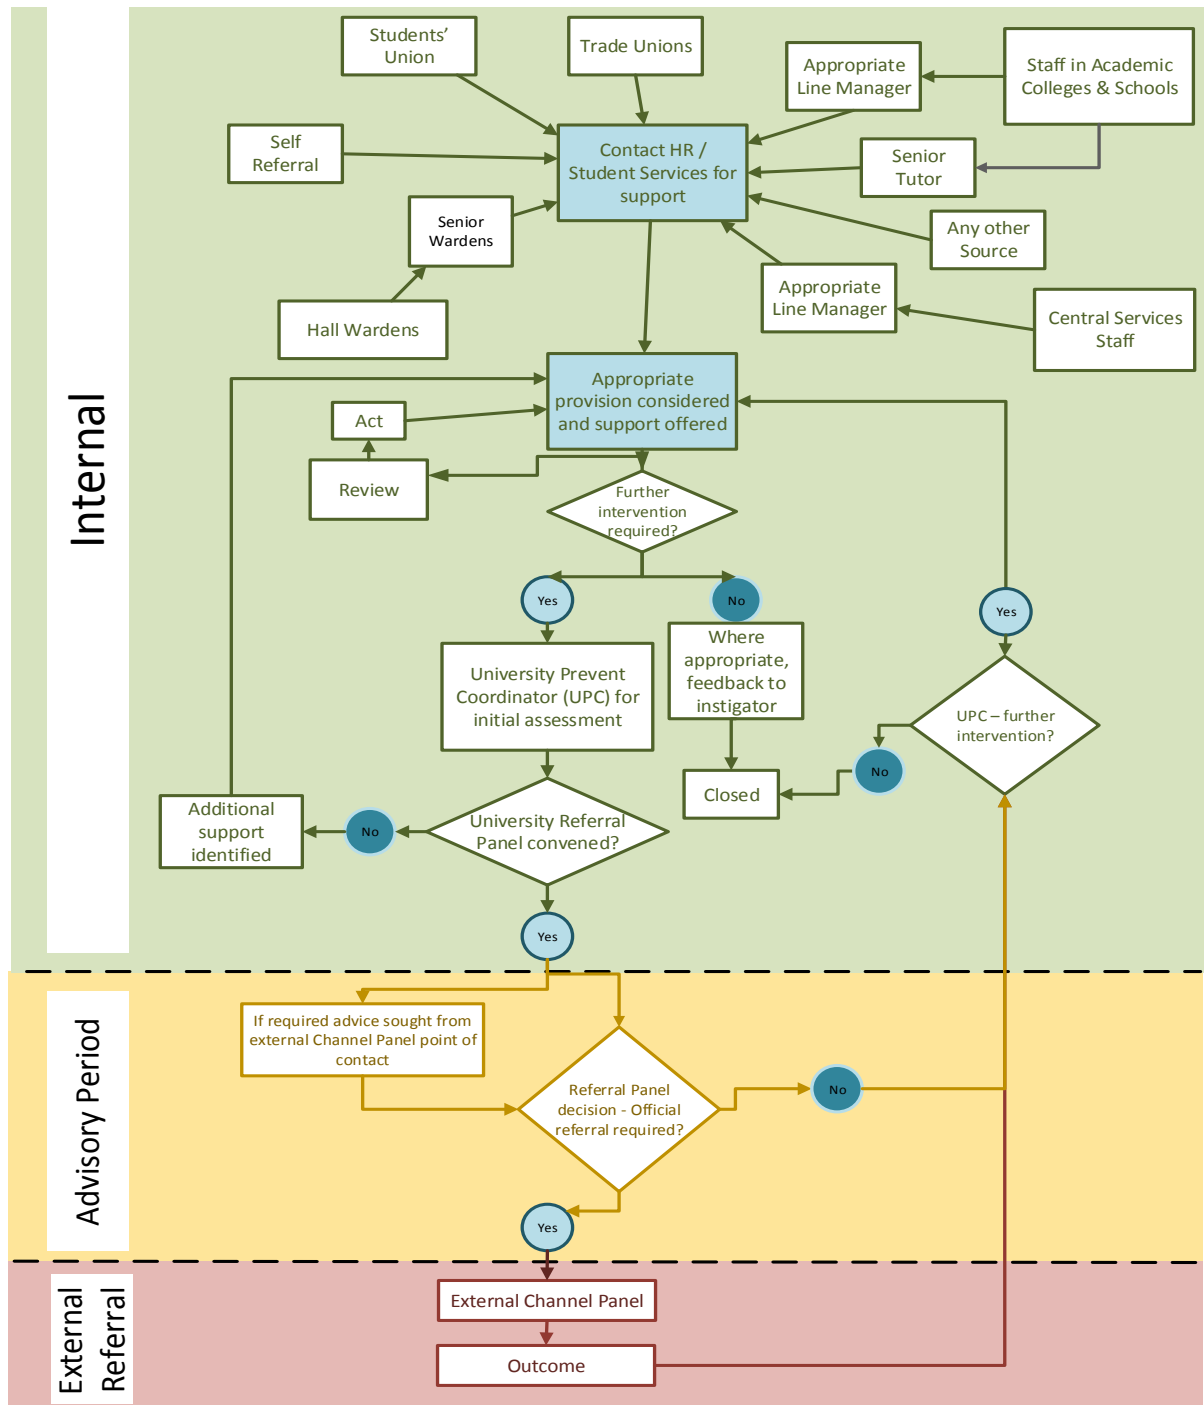 Internal
Students'
Union
Trade Unions
Appropriate
Line Manager
Staff in Academic
Colleges & Schools
Self
Referral
Contact HR /
Student Services for
support
Senior
Tutor
Senior
Wardens
Any other
Source
Hall Wardens
Appropriate
Line Manager
Central Services
Staff
Appropriate
provision considered
and support offered
Act
Review
Further
intervention
required?
Yes
No
Yes
University Prevent
Coordinator (UPC) for
initial assessment
Where
appropriate,
feedback to
instigator
UPC – further
intervention?
No
Closed
Additional
support
identified
No
University Referral
Panel convened?
Yes
Advisory Period
If required advice sought from
external Channel Panel point of
contact
Referral Panel
decision - Official
referral required?
No
Yes
External
Referral
External Channel Panel
Outcome